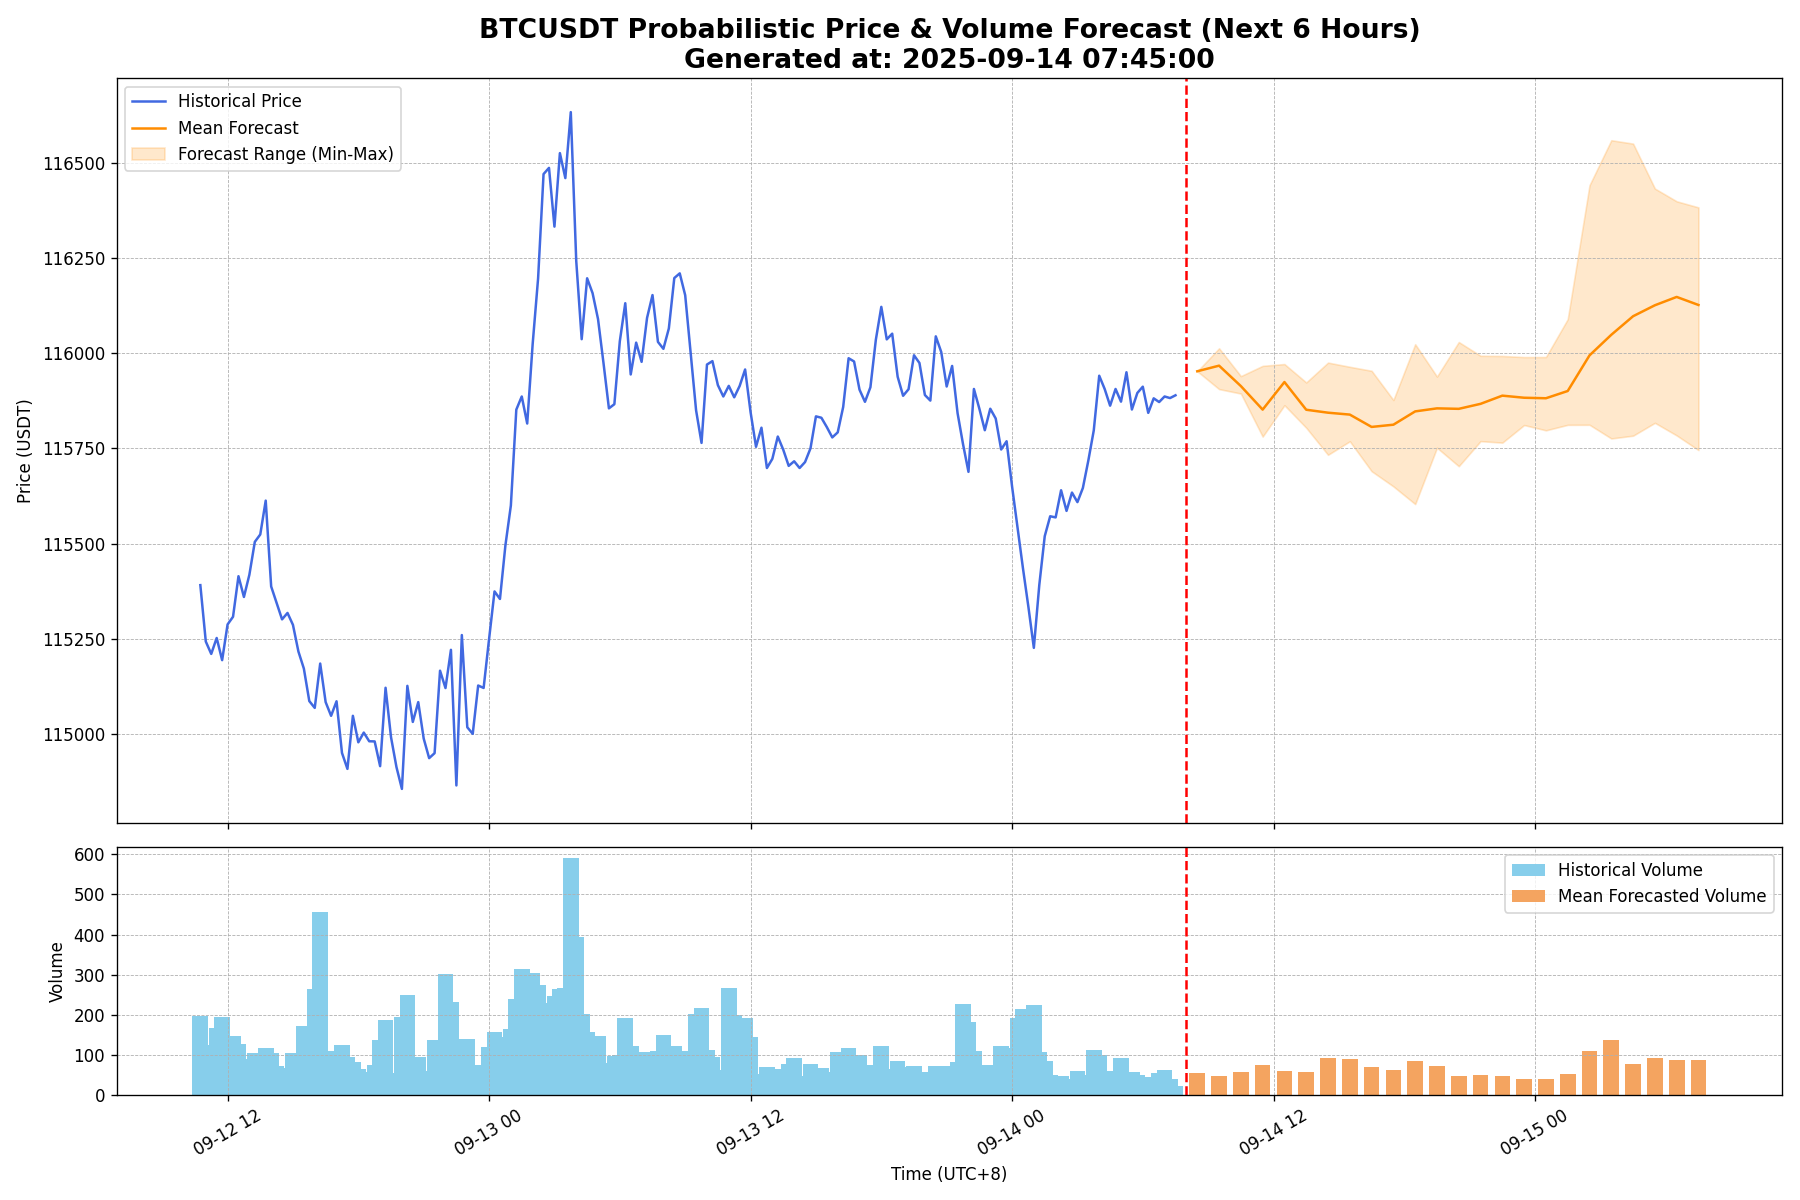 BTCUSDT Probabilistic Price & Volume Forecast (Next 6 Hours)
Generated at: 2025-09-14 07:45:00
Historical Price
Mean Forecast
Forecast Range (Min-Max)
116500
116250
116000
115750
115500
115250
115000
Price (USDT)
Historical Volume
Mean Forecasted Volume
600
500
400
300
200
100
0
Volume
09-12 12
09-13 00
09-13 12
09-14 00
09-14 12
09-15 00
Time (UTC+8)